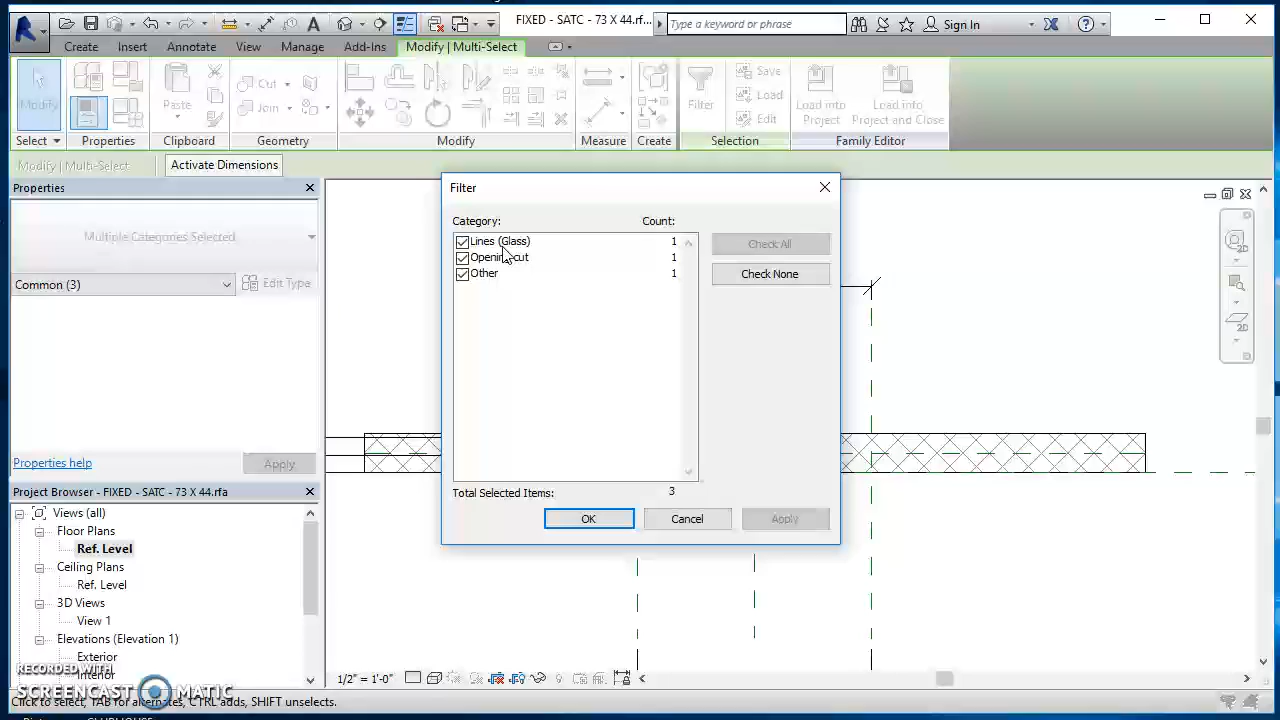 FIXED - SATC - 73 X 44.rf...
Type a keyword or phrase
Sign In
Create Insert Annotate View Manage Add-Ins Modify | Multi-Select
Modify
Paste
Cut
Join
Filter
Save
Load
Edit
Load into Project
Load into Project and Close
Select Properties Clipboard Geometry Modify Measure Create Selection Family Editor
Modify | Multi-Select Activate Dimensions
Properties
Multiple Categories Selected
Common (3) Edit Type
Properties help Apply
Project Browser - FIXED - SATC - 73 X 44.rfa
Views (all)
Floor Plans
Ref. Level
Ceiling Plans
Ref. Level
3D Views
View 1
Elevations (Elevation 1)
Exterior
Interior
Filter
Category: Count:
Lines (Glass) 1
Opening cut 1
Other 1
Check All
Check None
Total Selected Items: 3
OK Cancel Apply
2D
2D
1/2" = 1'-0"
RECORDED WITH
SCREENCAST MATIC
Click to select, TAB for alternates, CTRL adds, SHIFT unselects.